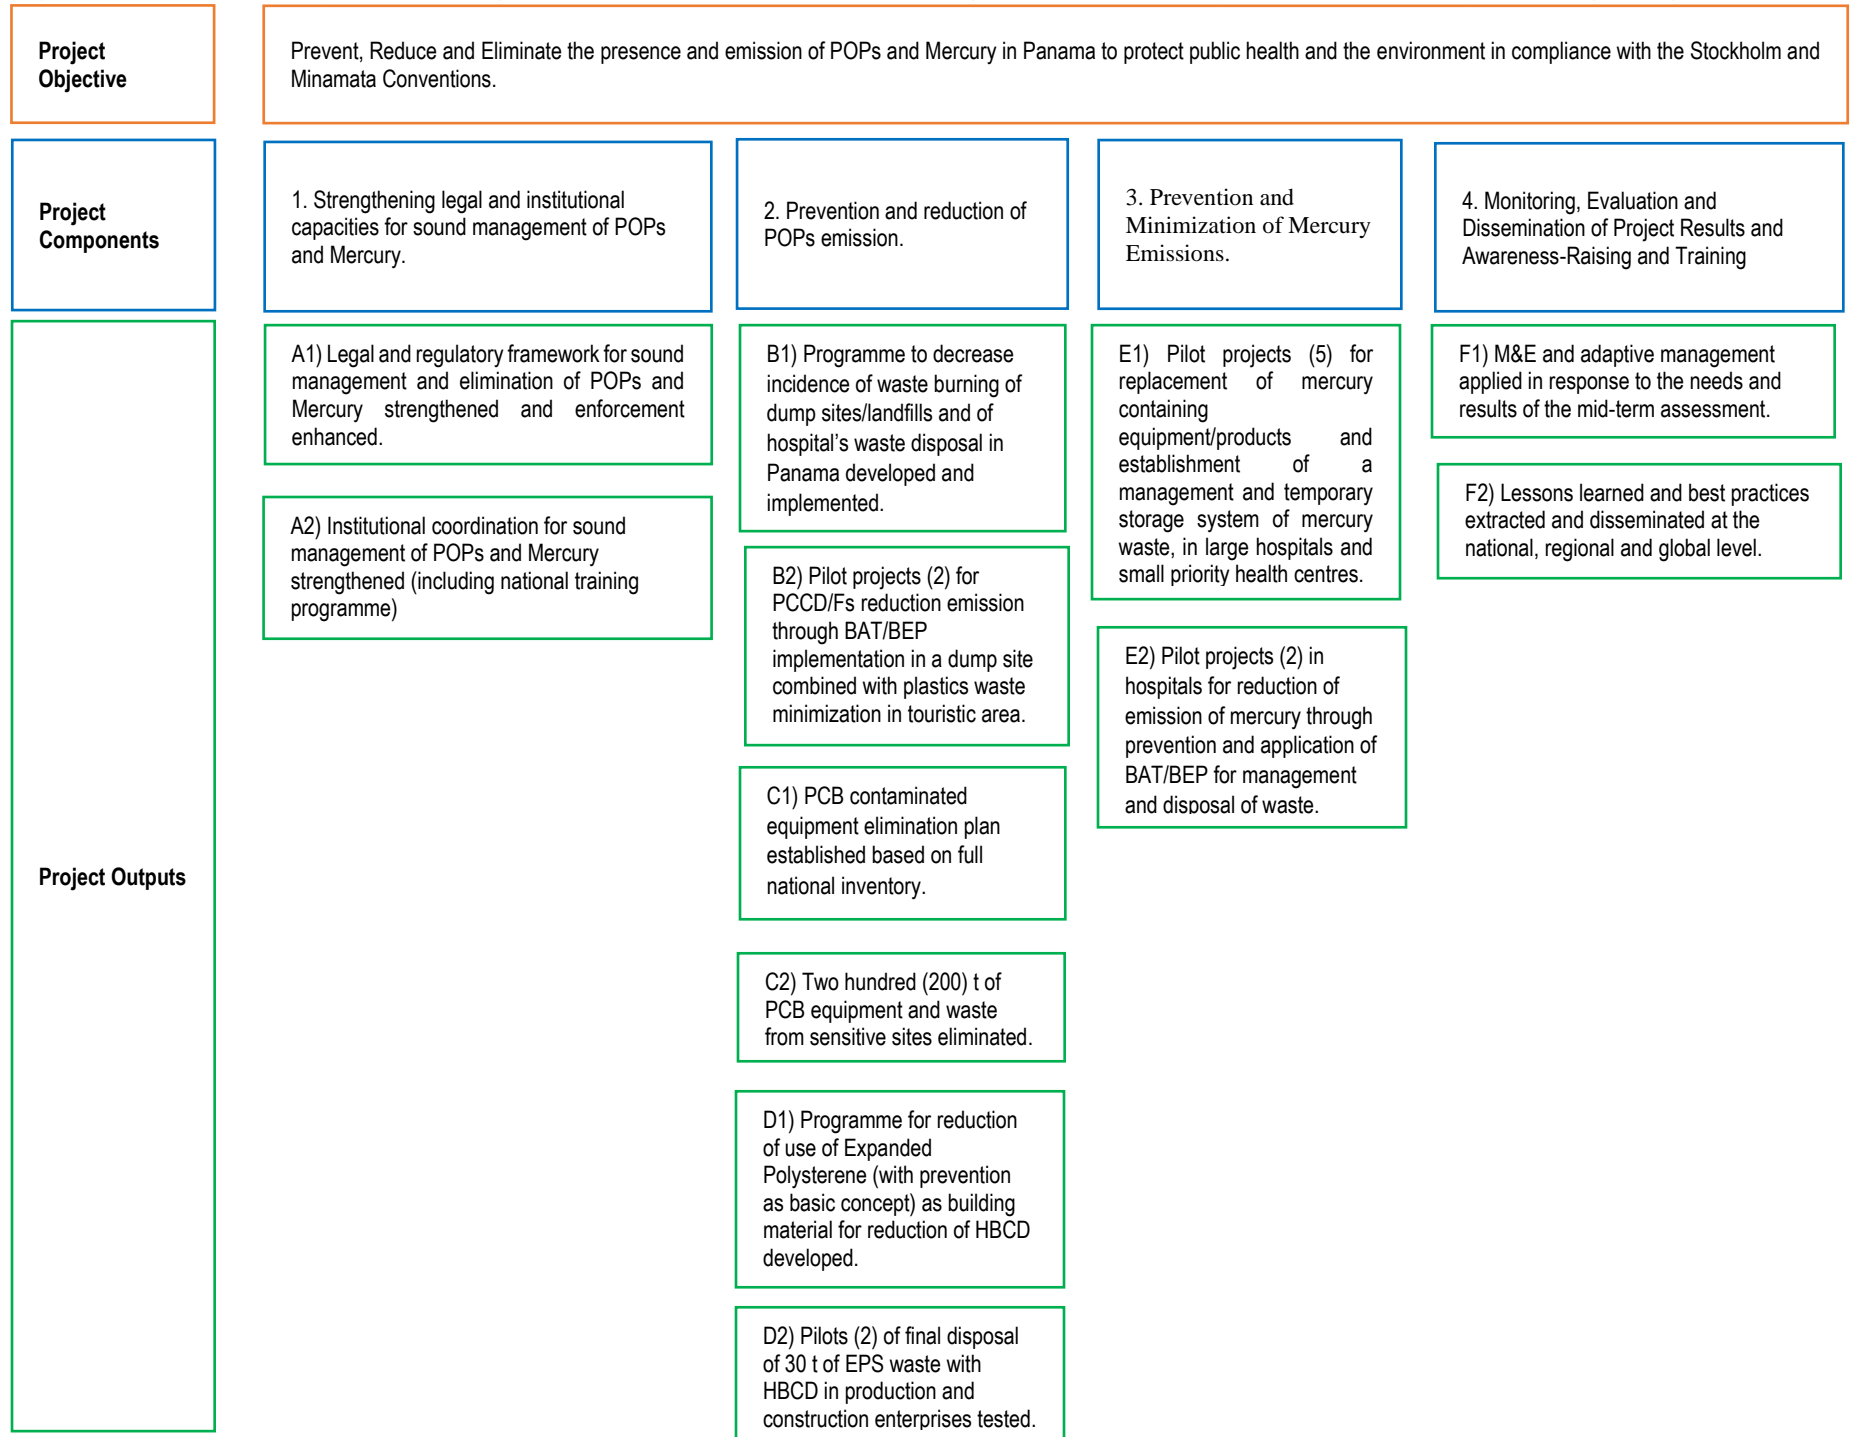 Project
Objective
Prevent, Reduce and Eliminate the presence and emission of POPs and Mercury in Panama to protect public health and the environment in compliance with the Stockholm and
Minamata Conventions.
Project
Components
1. Strengthening legal and institutional
capacities for sound management of POPs
and Mercury.
2. Prevention and reduction of
POPs emission.
3. Prevention and
Minimization of Mercury
Emissions.
4. Monitoring, Evaluation and
Dissemination of Project Results and
Awareness-Raising and Training
Project Outputs
A1) Legal and regulatory framework for sound
management and elimination of POPs and
Mercury strengthened and enforcement
enhanced.
A2) Institutional coordination for sound
management of POPs and Mercury
strengthened (including national training
programme)
B1) Programme to decrease
incidence of waste burning of
dump sites/landfills and of
hospital’s waste disposal in
Panama developed and
implemented.
B2) Pilot projects (2) for
PCCD/Fs reduction emission
through BAT/BEP
implementation in a dump site
combined with plastics waste
minimization in touristic area.
C1) PCB contaminated
equipment elimination plan
established based on full
national inventory.
C2) Two hundred (200) t of
PCB equipment and waste
from sensitive sites eliminated.
D1) Programme for reduction
of use of Expanded
Polysterene (with prevention
as basic concept) as building
material for reduction of HBCD
developed.
D2) Pilots (2) of final disposal
of 30 t of EPS waste with
HBCD in production and
construction enterprises tested.
E1) Pilot projects (5) for
replacement of mercury
containing
equipment/products and
establishment of a
management and temporary
storage system of mercury
waste, in large hospitals and
small priority health centres.
E2) Pilot projects (2) in
hospitals for reduction of
emission of mercury through
prevention and application of
BAT/BEP for management
and disposal of waste.
F1) M&E and adaptive management
applied in response to the needs and
results of the mid-term assessment.
F2) Lessons learned and best practices
extracted and disseminated at the
national, regional and global level.